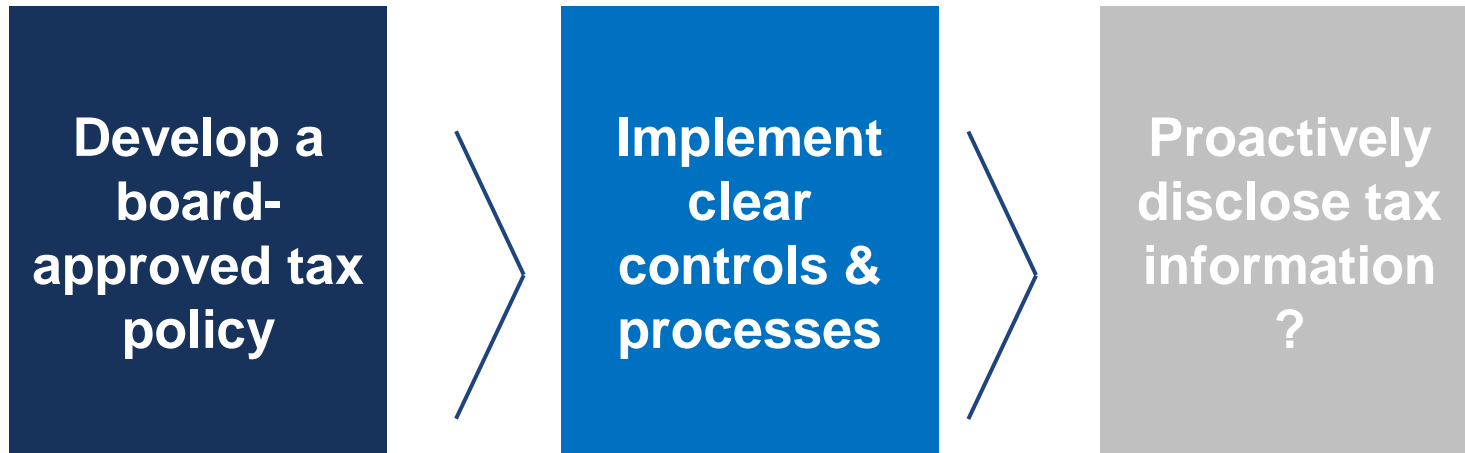 Develop a
board-
approved tax
policy
Implement
clear
controls &
processes
Proactively
disclose tax
information
?